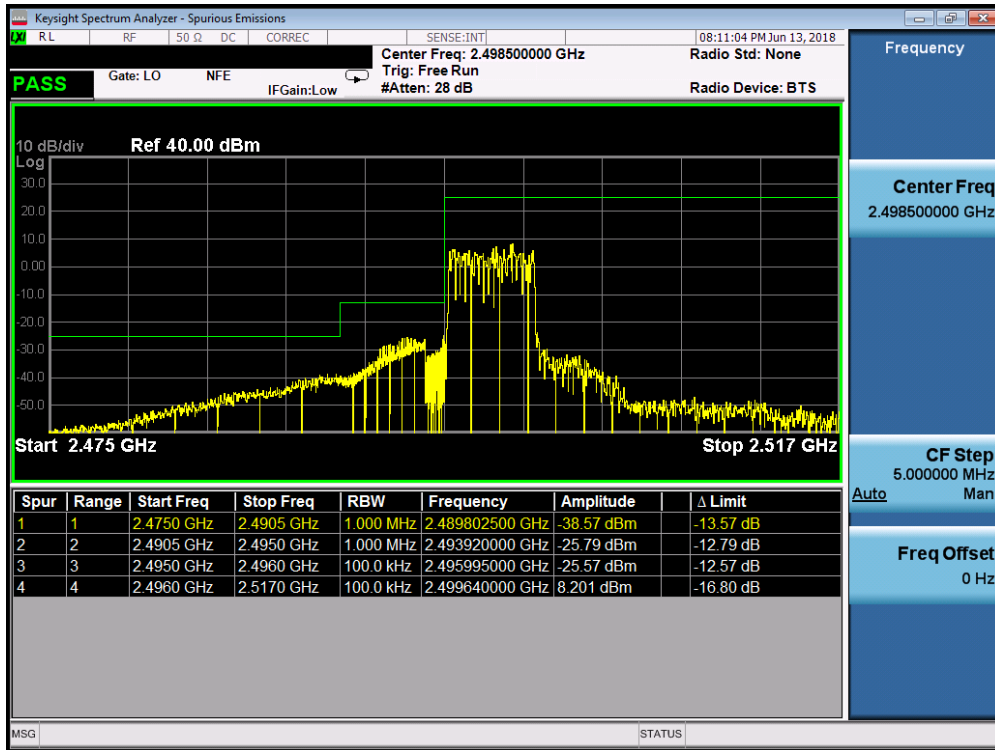 Keysight Spectrum Analyzer - Spurious Emissions
LXI RL RF 50 Ω DC CORREC SENSE:INT 08:11:04 PM Jun 13, 2018
Center Freq: 2.498500000 GHz Radio Std: None
Gate: LO NFE Trig: Free Run
PASS IFGain:Low #Atten: 28 dB Radio Device: BTS
10 dB/div Ref 40.00 dBm
Log
30.0
20.0
10.0
0.00
-10.0
-20.0
-30.0
-40.0
-50.0
Start 2.475 GHz Stop 2.517 GHz
Spur Range Start Freq Stop Freq RBW Frequency Amplitude Δ Limit
1 1 2.4750 GHz 2.4905 GHz 1.000 MHz 2.489802500 GHz -38.57 dBm -13.57 dB
2 2 2.4905 GHz 2.4950 GHz 1.000 MHz 2.493920000 GHz -25.79 dBm -12.79 dB
3 3 2.4950 GHz 2.4960 GHz 100.0 kHz 2.495995000 GHz -25.57 dBm -12.57 dB
4 4 2.4960 GHz 2.5170 GHz 100.0 kHz 2.499640000 GHz 8.201 dBm -16.80 dB
MSG STATUS
Frequency
Center Freq
2.498500000 GHz
CF Step
5.000000 MHz
Auto Man
Freq Offset
0 Hz